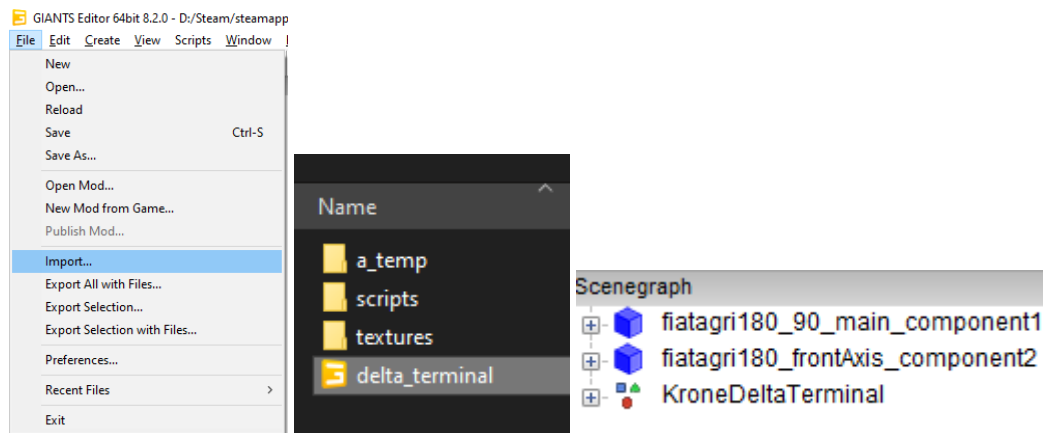 GIANTS Editor 64bit 8.2.0 - D:/Steam/steamapp
File Edit Create View Scripts Window
New
Open...
Reload
Save Ctrl-S
Save As...
Open Mod...
New Mod from Game...
Publish Mod...
Import...
Export All with Files...
Export Selection...
Export Selection with Files...
Preferences...
Recent Files
Exit
Name
a_temp
scripts
textures
delta_terminal
Scenegraph
fiatagri180_90_main_component1
fiatagri180_frontAxis_component2
KroneDeltaTerminal